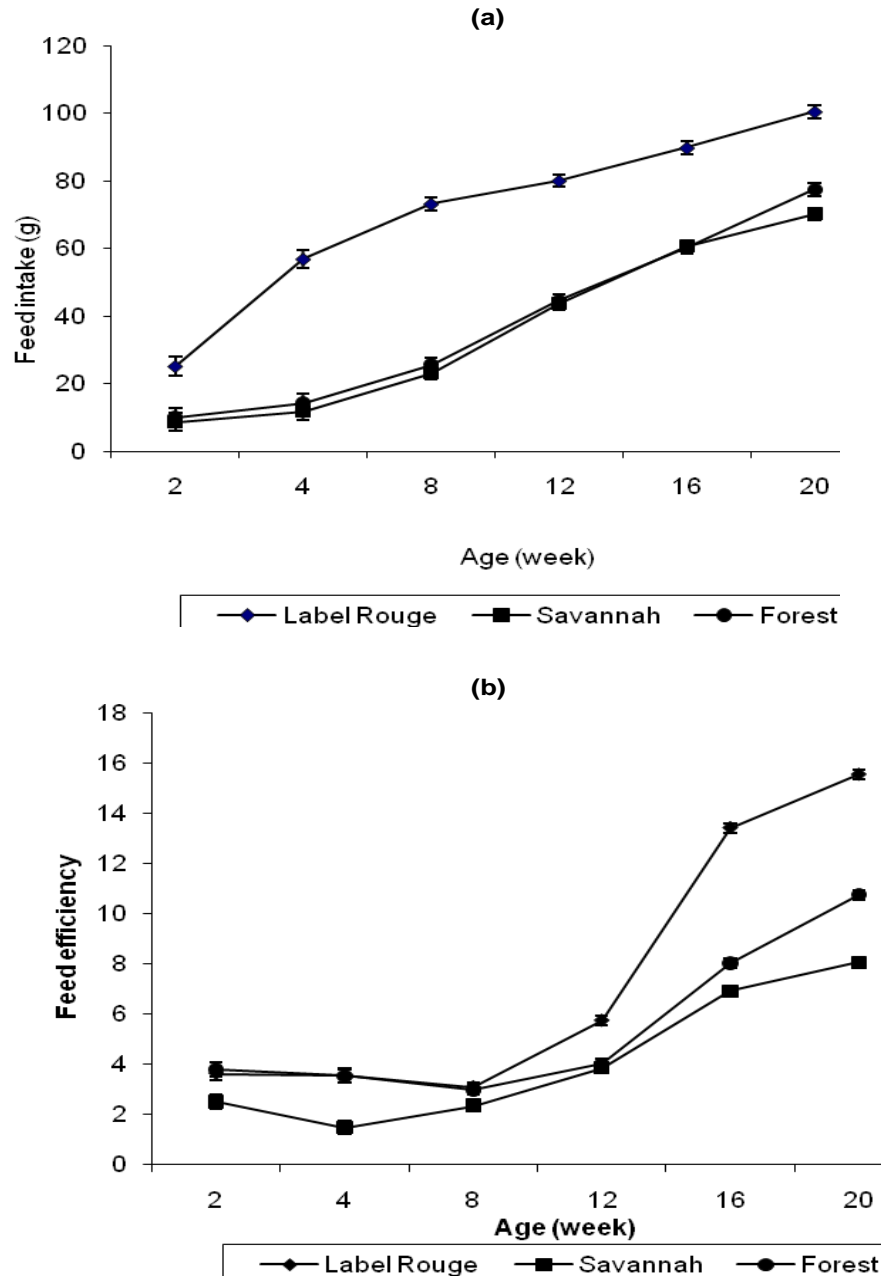 (a)
120
100
80
60
40
20
0
Feed intake (g)
2 4 8 12 16 20
Age (week)
Label Rouge Savannah Forest
(b)
18
16
14
12
10
8
6
4
2
0
Feed efficiency
2 4 8 12 16 20
Age (week)
Label Rouge Savannah Forest